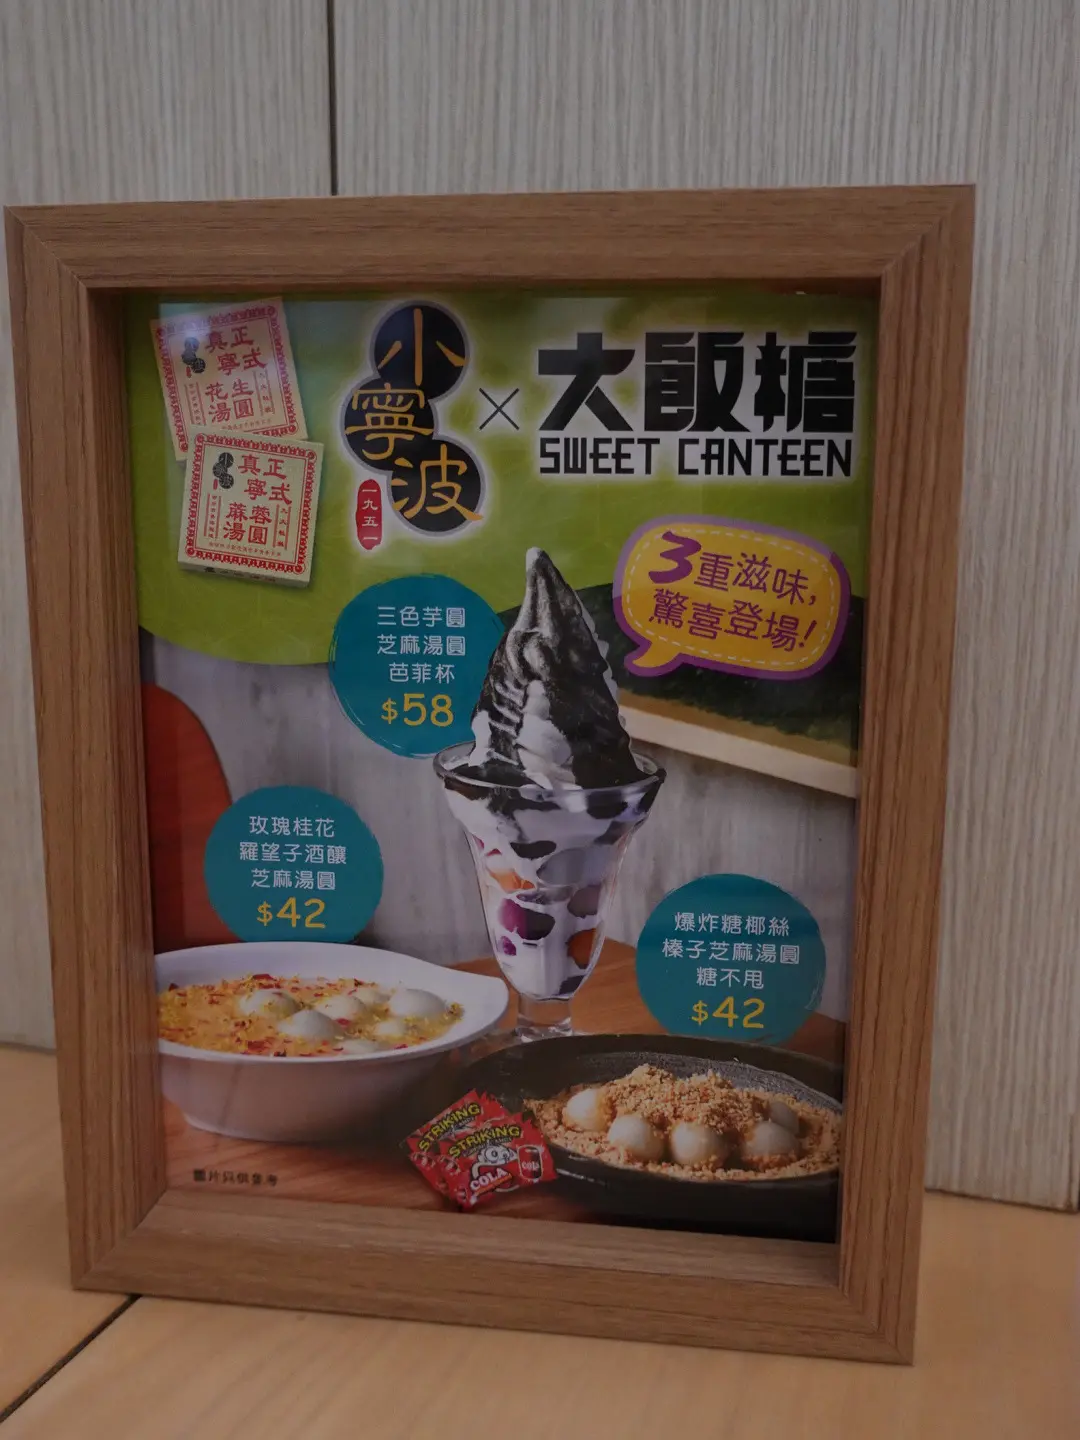 真正
寧式
花生
湯圓
真正
寧式
蔴蓉
湯圓
小寧波
一九五一
×
大飯糖
SWEET CANTEEN
3重滋味,
驚喜登場!
三色芋圓
芝麻湯圓
芭菲杯
$58
玫瑰桂花
羅望子酒釀
芝麻湯圓
$42
爆炸糖椰絲
榛子芝麻湯圓
糖不甩
$42
STRIKING
STRIKING
COLA
cola
圖片只供參考